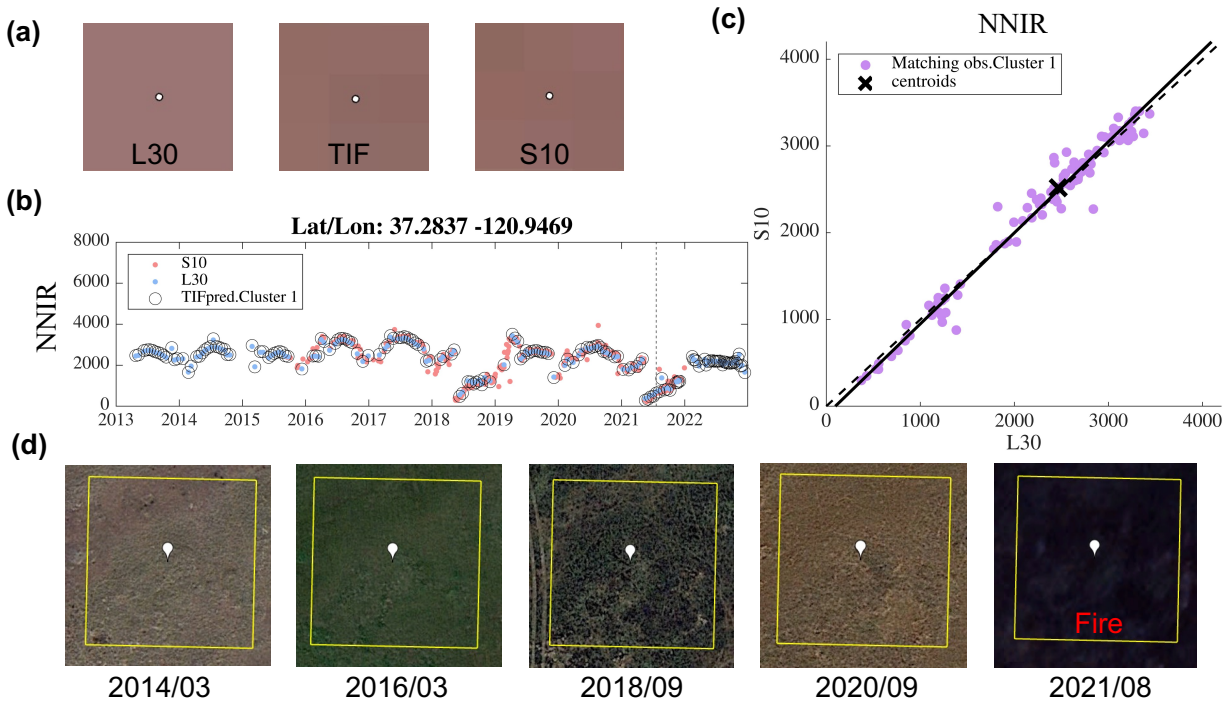 (a)
L30
TIF
S10
(b)
Lat/Lon: 37.2837 -120.9469
NNIR
8000
6000
4000
2000
0
S10
L30
TIFpred.Cluster 1
2013 2014 2015 2016 2017 2018 2019 2020 2021 2022
(c)
NNIR
Matching obs.Cluster 1
centroids
S10
4000
3000
2000
1000
0
0 1000 2000 3000 4000
L30
(d)
Fire
2014/03 2016/03 2018/09 2020/09 2021/08